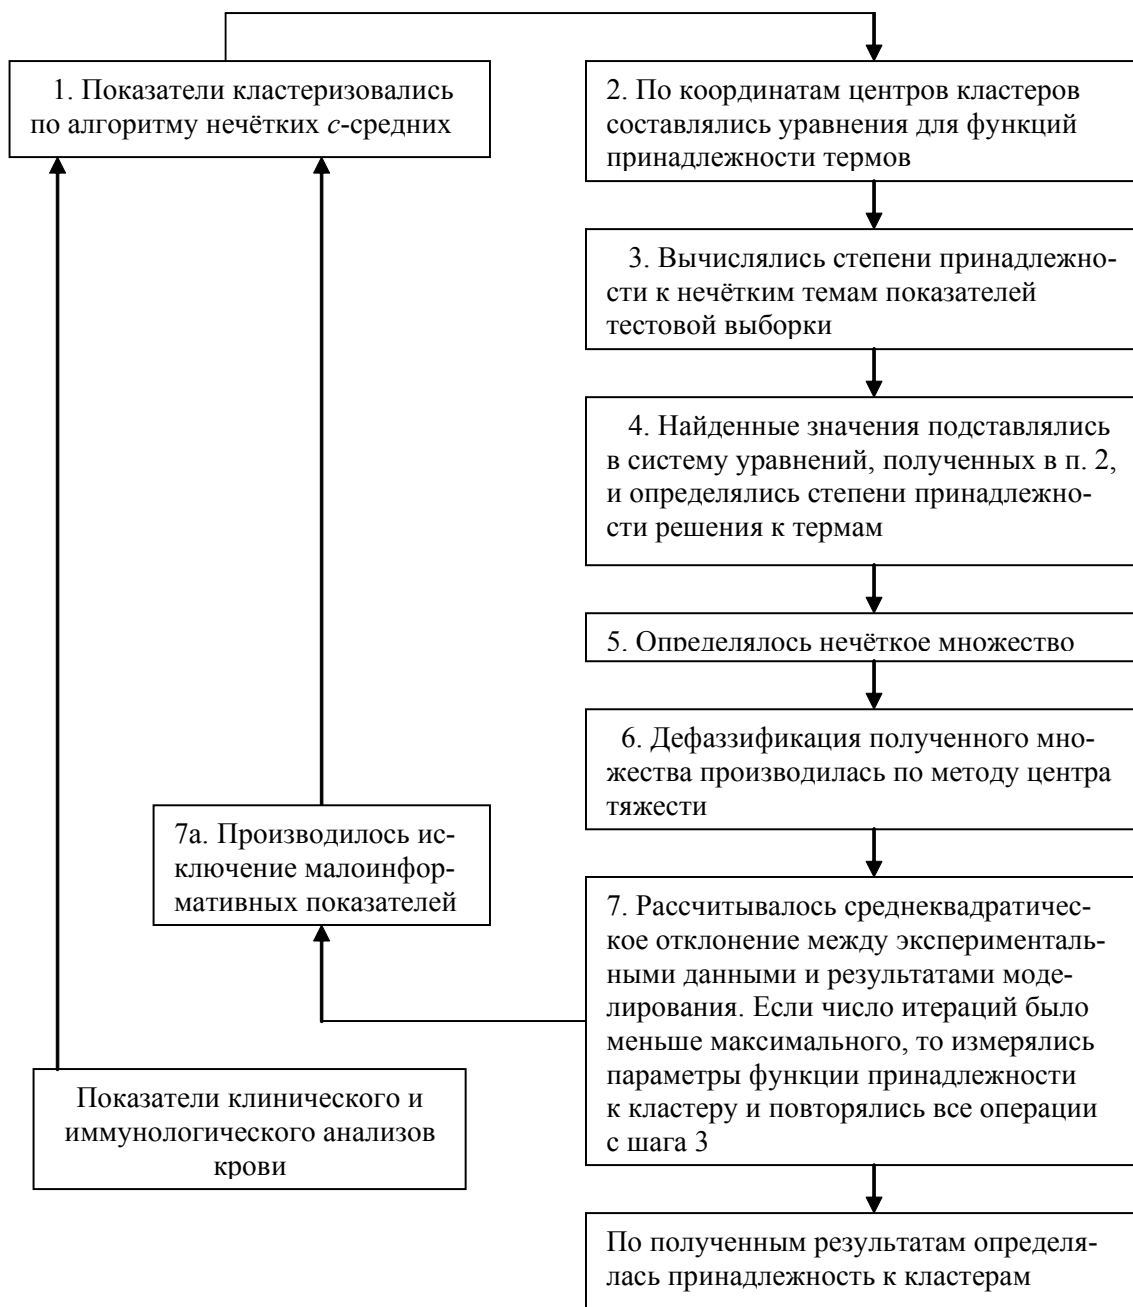 1. Показатели кластеризовались
по алгоритму нечётких с-средних
2. По координатам центров кластеров
составлялись уравнения для функций
принадлежности термов
3. Вычислялись степени принадлежно-
сти к нечётким темам показателей
тестовой выборки
4. Найденные значения подставлялись
в систему уравнений, полученных в п. 2,
и определялись степени принадлежно-
сти решения к термам
5. Определялось нечёткое множество
6. Дефаззификация полученного мно-
жества производилась по методу центра
тяжести
7а. Производилось ис-
ключение малоинфор-
мативных показателей
7. Рассчитывалось среднеквадратичес-
кое отклонение между эксперименталь-
ными данными и результатами моде-
лирования. Если число итераций было
меньше максимального, то измерялись
параметры функции принадлежности
к кластеру и повторялись все операции
с шага 3
Показатели клинического и
иммунологического анализов
крови
По полученным результатам определя-
лась принадлежность к кластерам